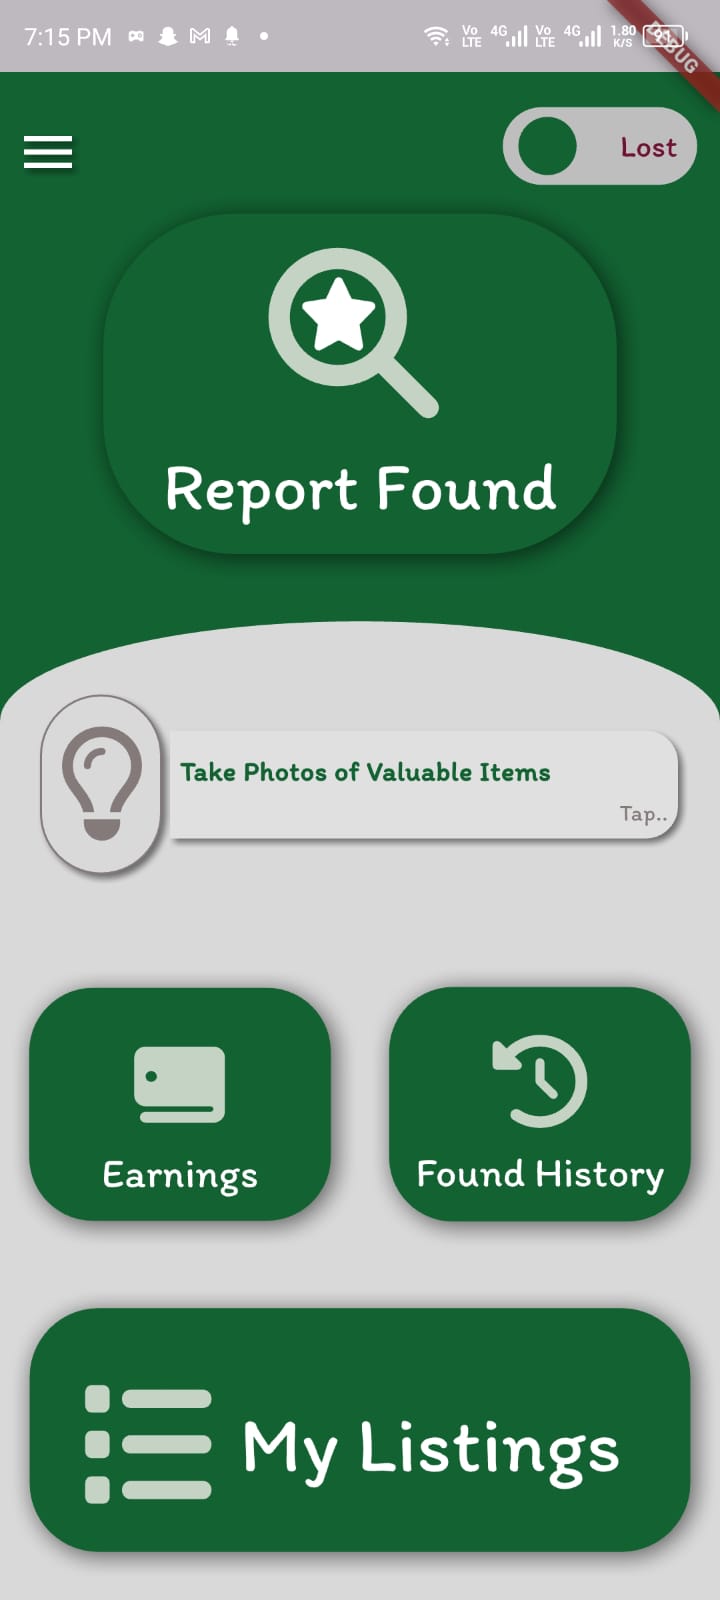 7:15 PM Vo LTE 4G Vo LTE 4G 1.80 K/S 91
DEBUG
Lost
Report Found
Take Photos of Valuable Items
Tap..
Earnings
Found History
My Listings